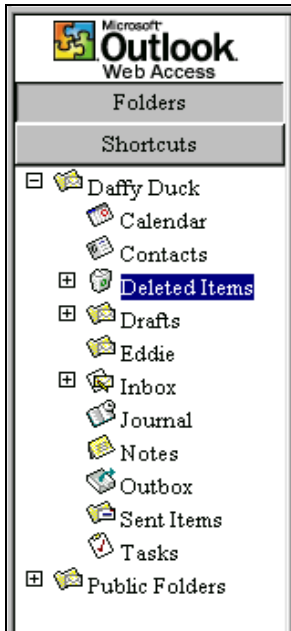 Microsoft
Outlook
Web Access
Folders
Shortcuts
Daffy Duck
Calendar
Contacts
Deleted Items
Drafts
Eddie
Inbox
Journal
Notes
Outbox
Sent Items
Tasks
Public Folders